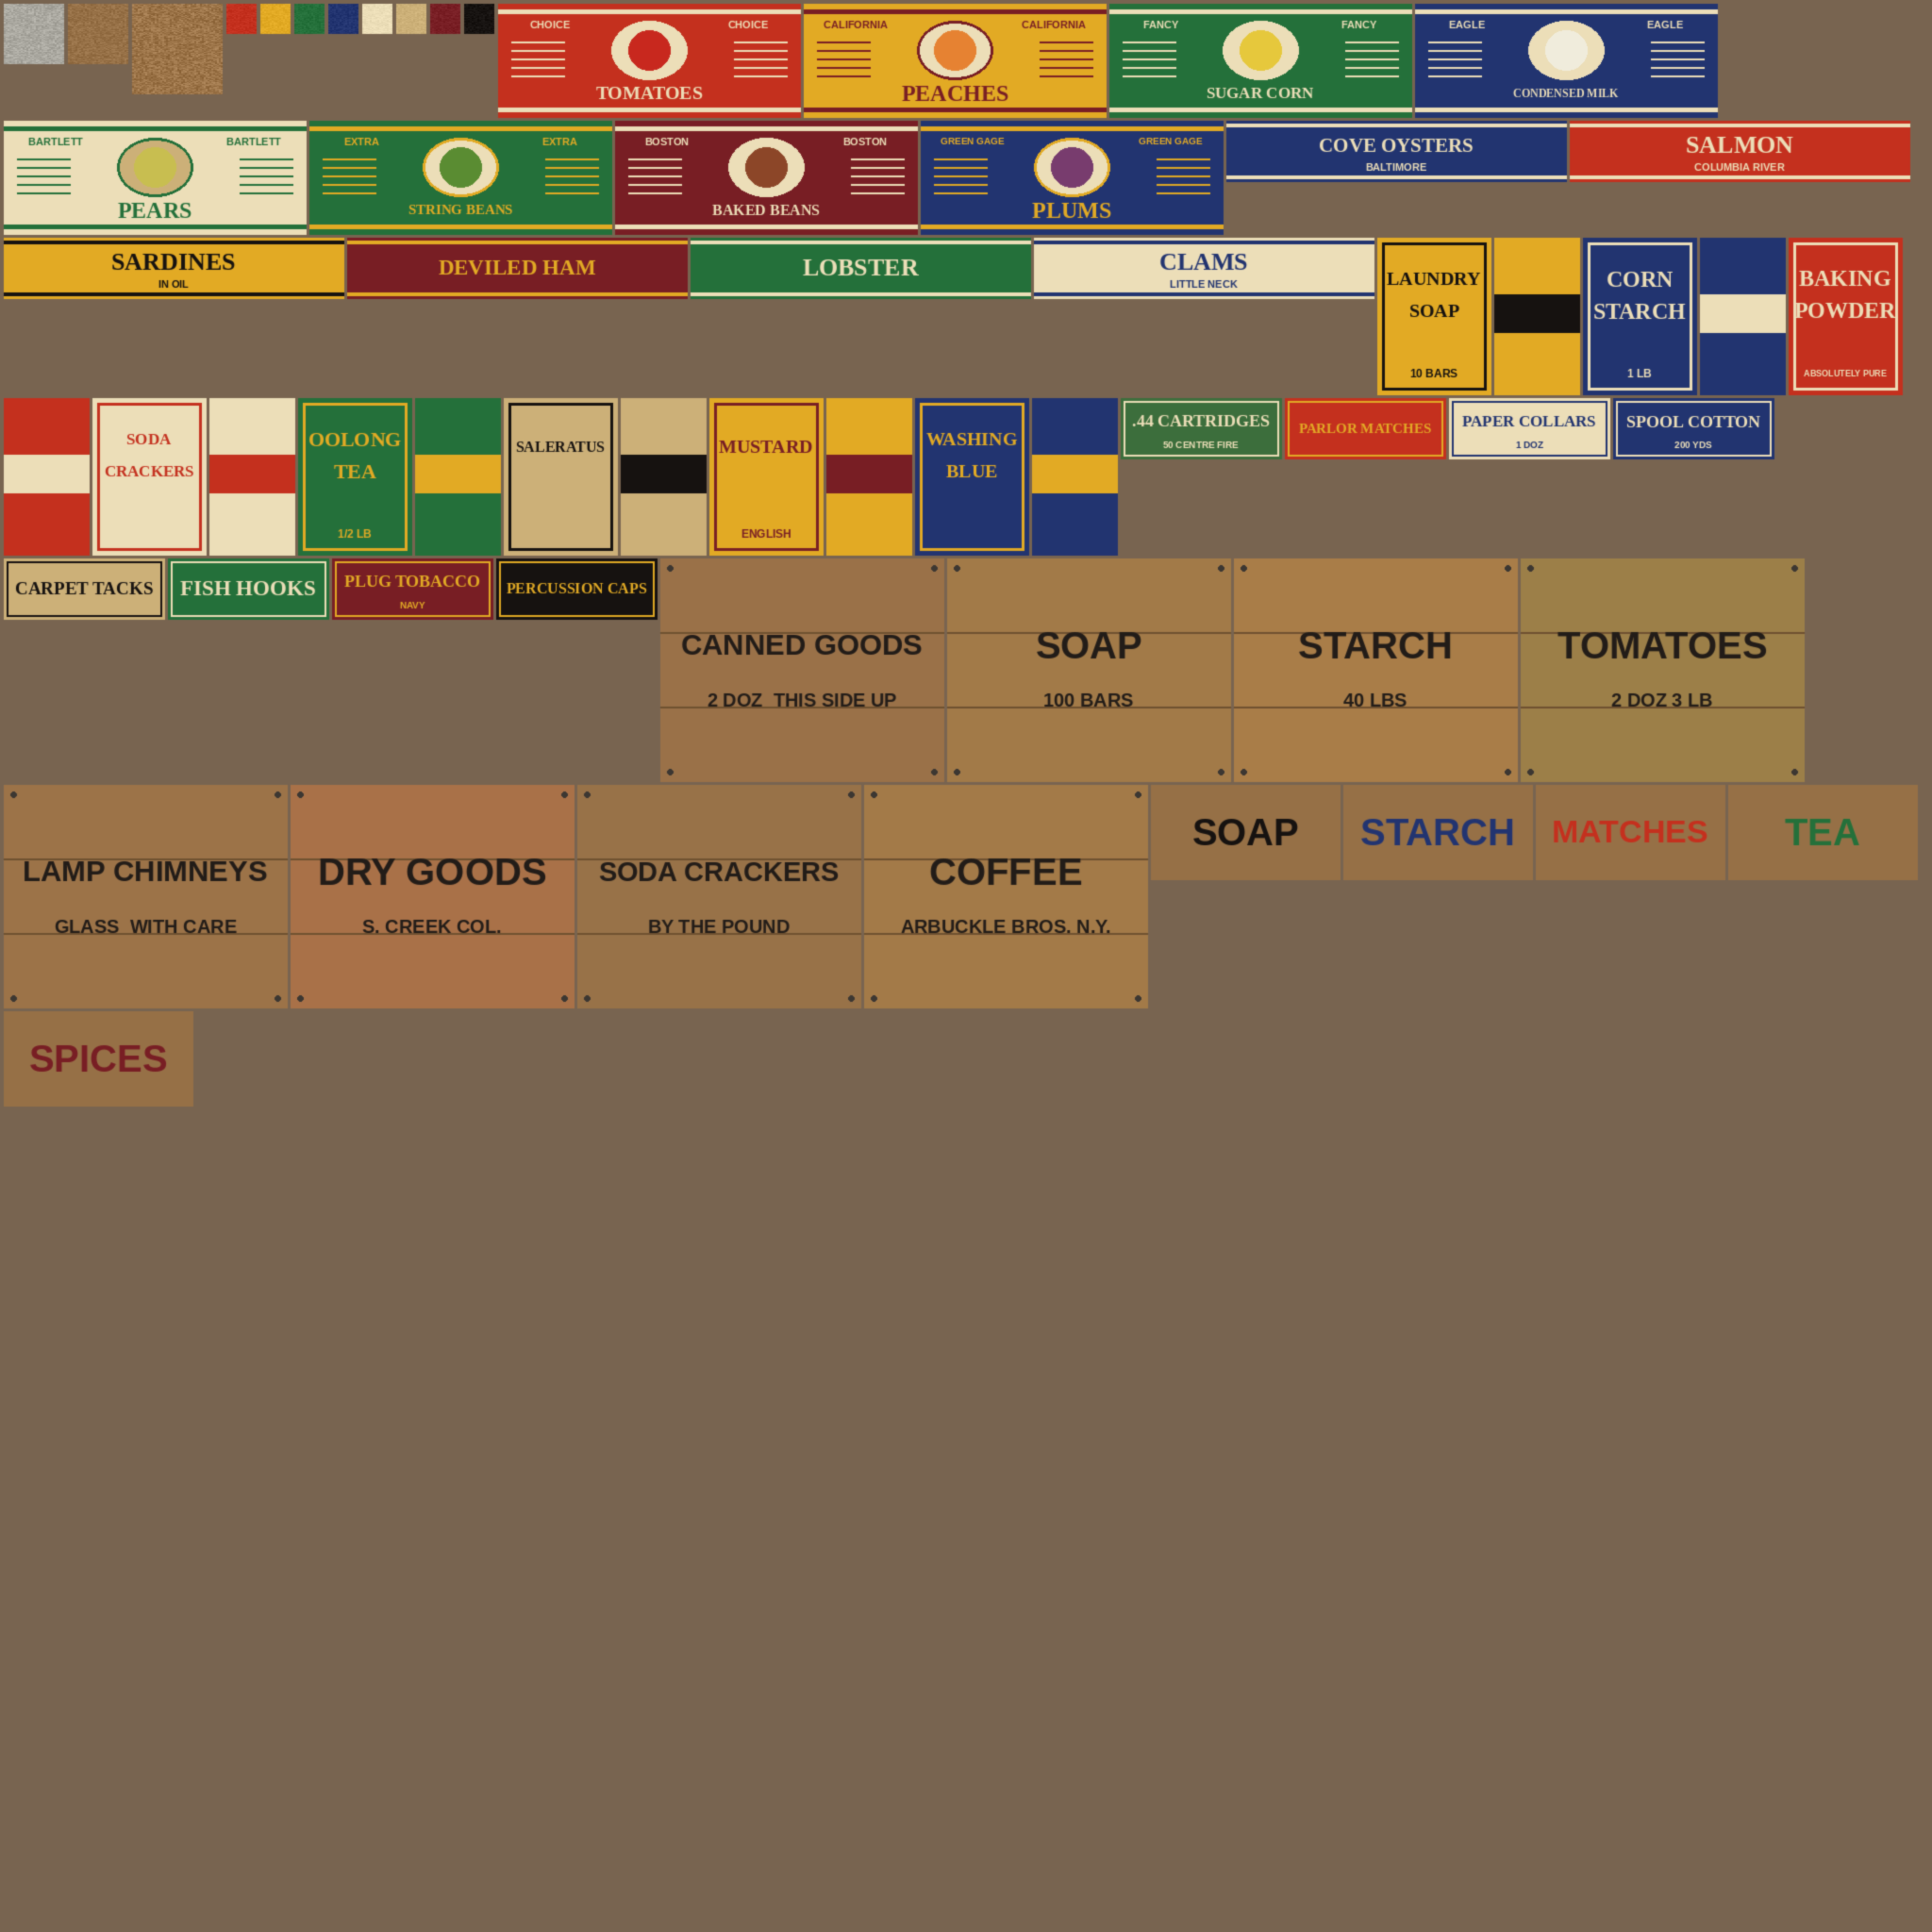 CHOICE CHOICE
TOMATOES
CALIFORNIA CALIFORNIA
PEACHES
FANCY FANCY
SUGAR CORN
EAGLE EAGLE
CONDENSED MILK
BARTLETT BARTLETT
PEARS
EXTRA EXTRA
STRING BEANS
BOSTON BOSTON
BAKED BEANS
GREEN GAGE GREEN GAGE
PLUMS
COVE OYSTERS
BALTIMORE
SALMON
COLUMBIA RIVER
SARDINES
IN OIL
DEVILED HAM
LOBSTER
CLAMS
LITTLE NECK
LAUNDRY
SOAP
10 BARS
CORN
STARCH
1 LB
BAKING
POWDER
ABSOLUTELY PURE
SODA
CRACKERS
OOLONG
TEA
1/2 LB
SALERATUS
MUSTARD
ENGLISH
WASHING
BLUE
.44 CARTRIDGES
50 CENTRE FIRE
PARLOR MATCHES
PAPER COLLARS
1 DOZ
SPOOL COTTON
200 YDS
CARPET TACKS
FISH HOOKS
PLUG TOBACCO
NAVY
PERCUSSION CAPS
CANNED GOODS
2 DOZ  THIS SIDE UP
SOAP
100 BARS
STARCH
40 LBS
TOMATOES
2 DOZ 3 LB
LAMP CHIMNEYS
GLASS  WITH CARE
DRY GOODS
S. CREEK COL.
SODA CRACKERS
BY THE POUND
COFFEE
ARBUCKLE BROS. N.Y.
SOAP
STARCH
MATCHES
TEA
SPICES